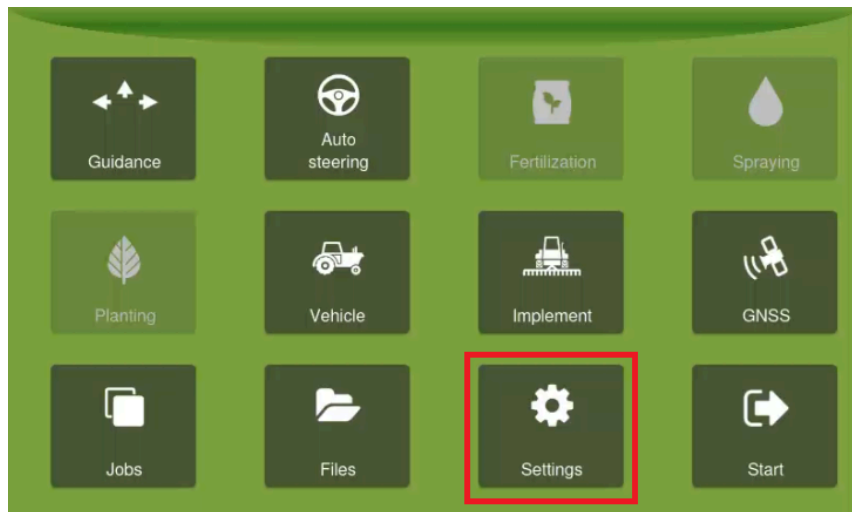 Guidance
Auto
steering
Fertilization
Spraying
Planting
Vehicle
Implement
GNSS
Jobs
Files
Settings
Start